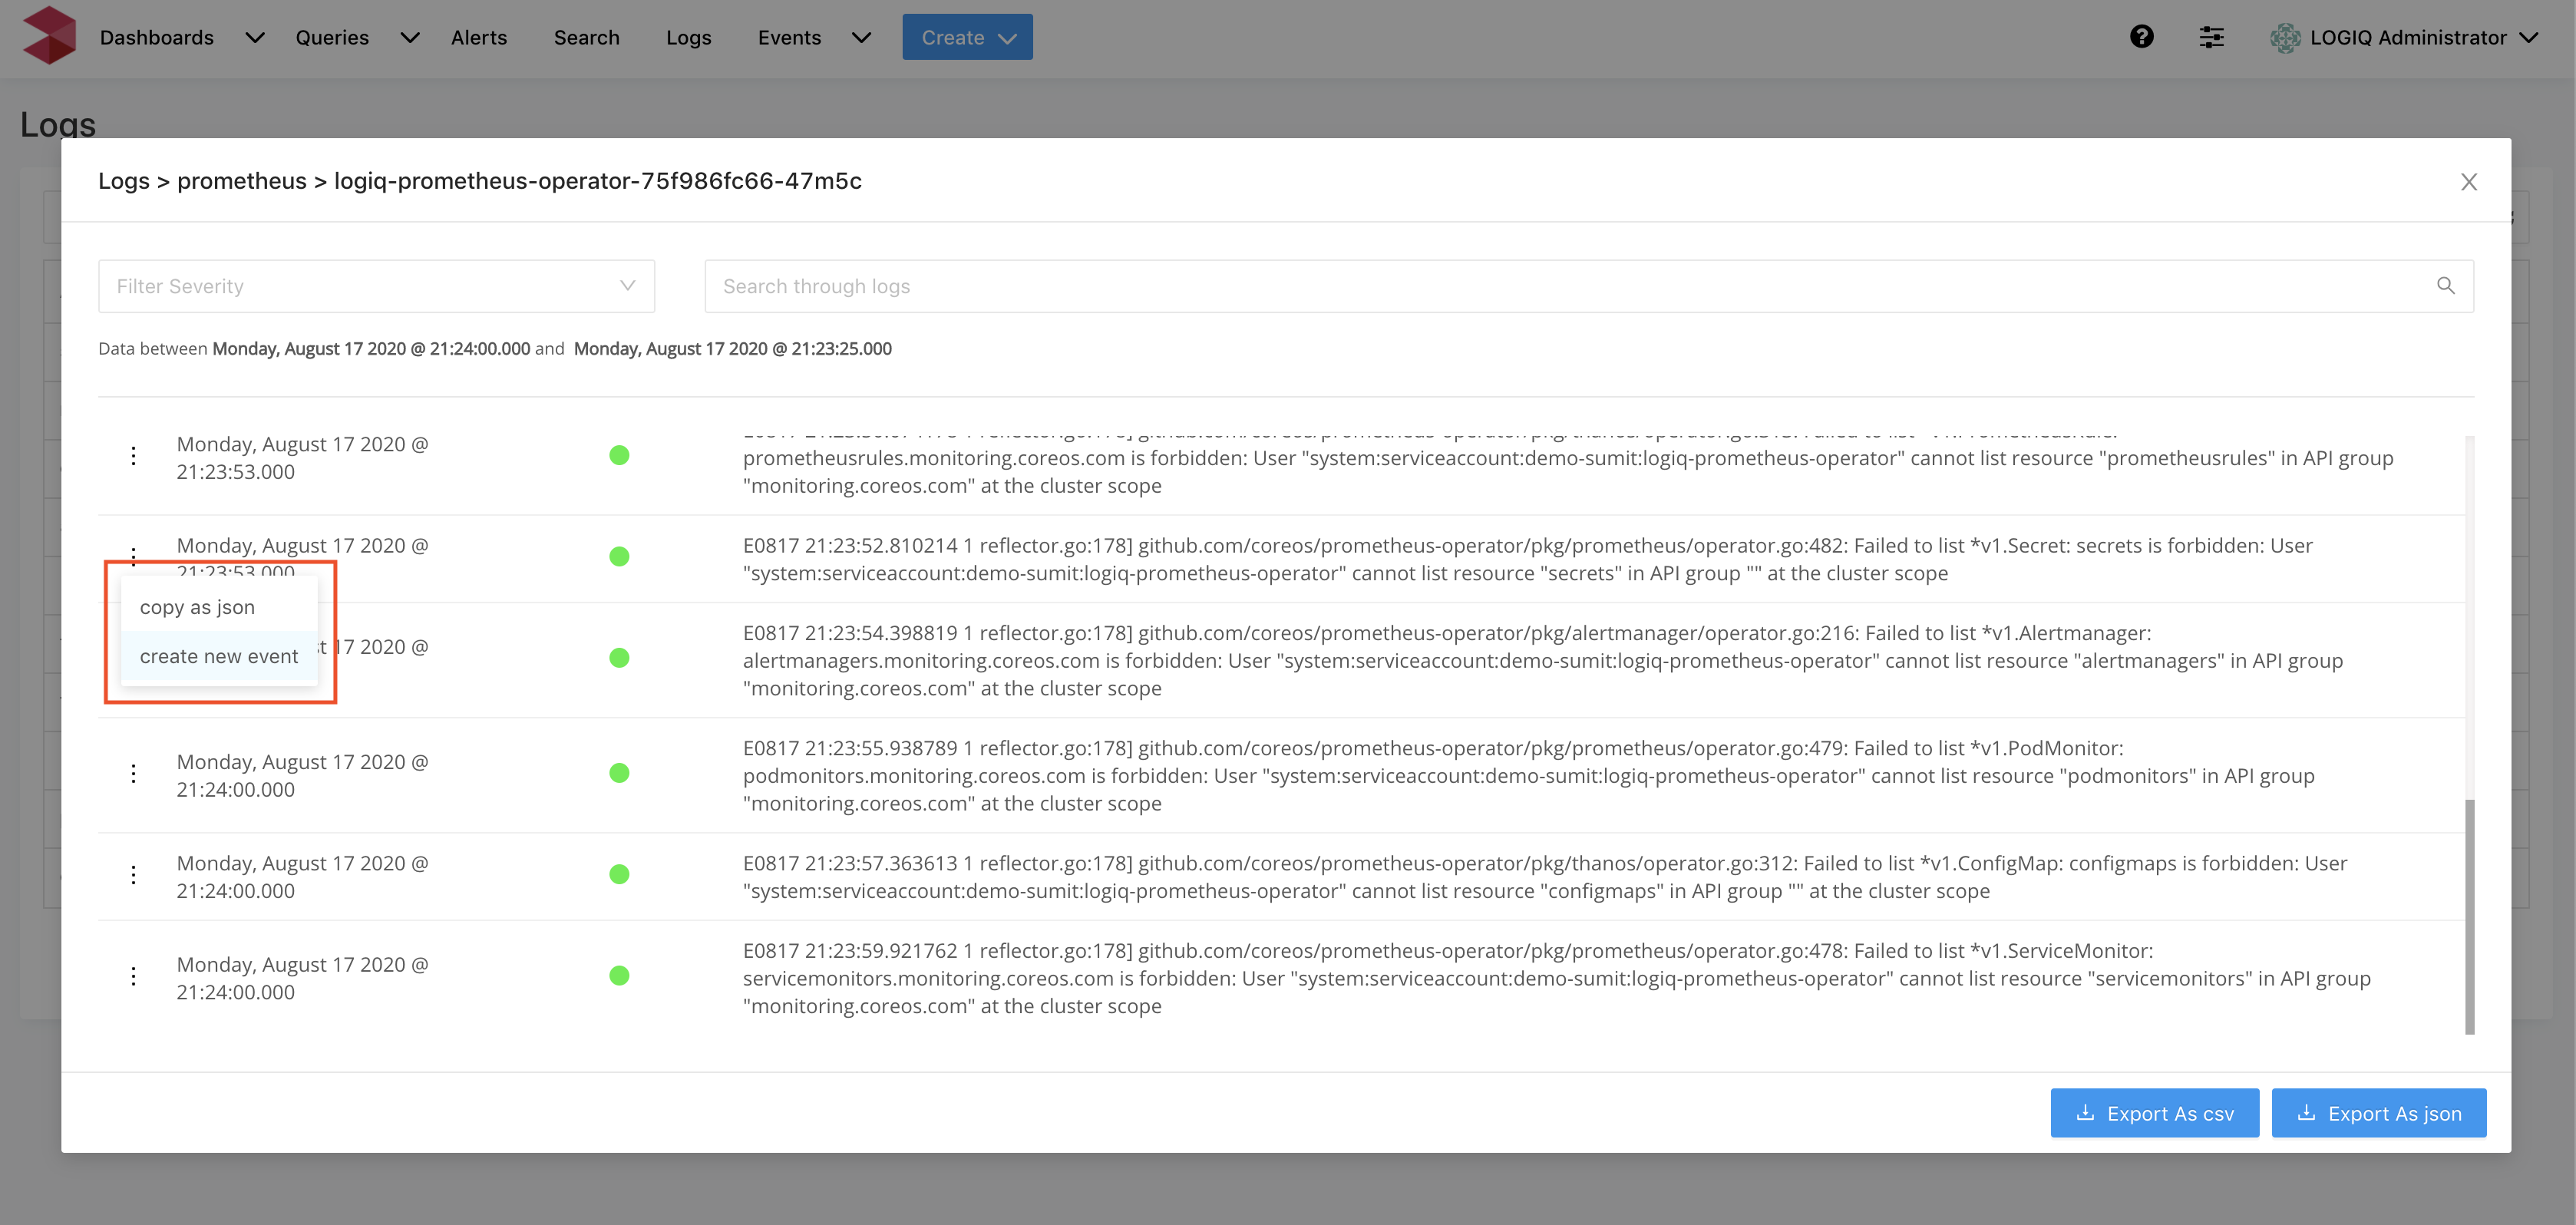 Dashboards Queries Alerts Search Logs Events Create LOGIQ Administrator
Logs
Logs > prometheus > logiq-prometheus-operator-75f986fc66-47m5c
Filter Severity Search through logs
Data between Monday, August 17 2020 @ 21:24:00.000 and Monday, August 17 2020 @ 21:23:25.000
Monday, August 17 2020 @
21:23:53.000
prometheusrules.monitoring.coreos.com is forbidden: User "system:serviceaccount:demo-sumit:logiq-prometheus-operator" cannot list resource "prometheusrules" in API group
"monitoring.coreos.com" at the cluster scope
Monday, August 17 2020 @
21:23:53.000
E0817 21:23:52.810214 1 reflector.go:178] github.com/coreos/prometheus-operator/pkg/prometheus/operator.go:482: Failed to list *v1.Secret: secrets is forbidden: User
"system:serviceaccount:demo-sumit:logiq-prometheus-operator" cannot list resource "secrets" in API group "" at the cluster scope
copy as json
create new event
17 2020 @
E0817 21:23:54.398819 1 reflector.go:178] github.com/coreos/prometheus-operator/pkg/alertmanager/operator.go:216: Failed to list *v1.Alertmanager:
alertmanagers.monitoring.coreos.com is forbidden: User "system:serviceaccount:demo-sumit:logiq-prometheus-operator" cannot list resource "alertmanagers" in API group
"monitoring.coreos.com" at the cluster scope
Monday, August 17 2020 @
21:24:00.000
E0817 21:23:55.938789 1 reflector.go:178] github.com/coreos/prometheus-operator/pkg/prometheus/operator.go:479: Failed to list *v1.PodMonitor:
podmonitors.monitoring.coreos.com is forbidden: User "system:serviceaccount:demo-sumit:logiq-prometheus-operator" cannot list resource "podmonitors" in API group
"monitoring.coreos.com" at the cluster scope
Monday, August 17 2020 @
21:24:00.000
E0817 21:23:57.363613 1 reflector.go:178] github.com/coreos/prometheus-operator/pkg/thanos/operator.go:312: Failed to list *v1.ConfigMap: configmaps is forbidden: User
"system:serviceaccount:demo-sumit:logiq-prometheus-operator" cannot list resource "configmaps" in API group "" at the cluster scope
Monday, August 17 2020 @
21:24:00.000
E0817 21:23:59.921762 1 reflector.go:178] github.com/coreos/prometheus-operator/pkg/prometheus/operator.go:478: Failed to list *v1.ServiceMonitor:
servicemonitors.monitoring.coreos.com is forbidden: User "system:serviceaccount:demo-sumit:logiq-prometheus-operator" cannot list resource "servicemonitors" in API group
"monitoring.coreos.com" at the cluster scope
Export As csv Export As json